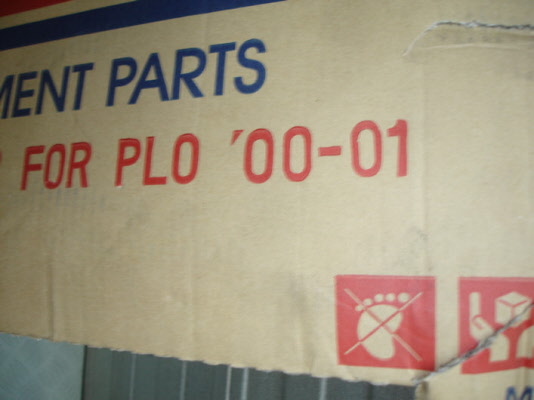 MENT PARTS
FOR PLO '00-01